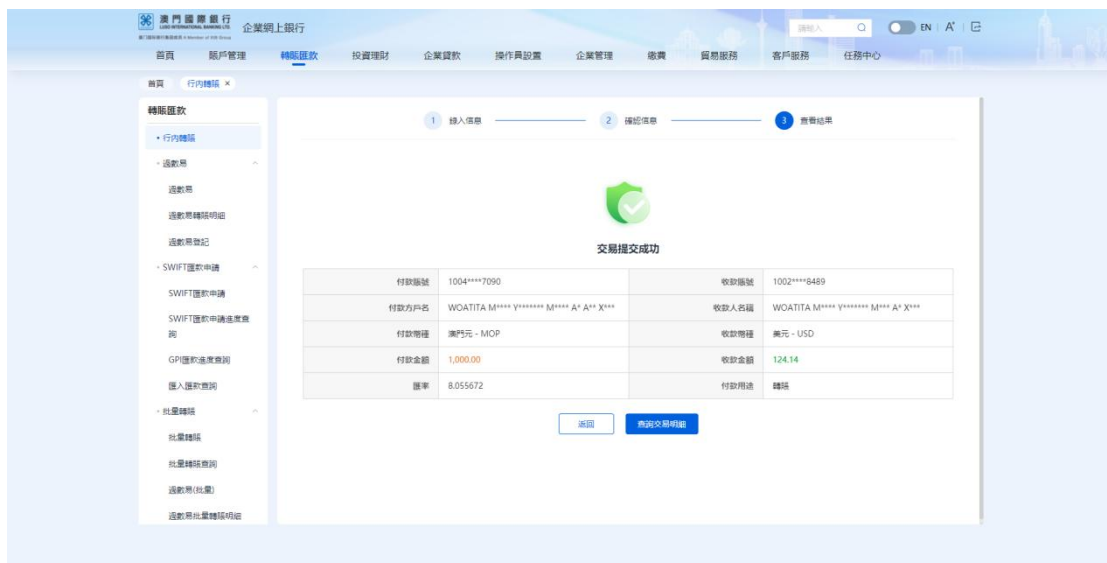 澳門國際銀行
LUSO INTERNATIONAL BANKING LTD.
企業網上銀行
請輸入
EN
A⁺
首頁 賬戶管理 轉賬匯款 投資理財 企業貸款 操作員設置 企業管理 繳費 貿易服務 客戶服務 任務中心
首頁 行內轉賬 ×
轉賬匯款
• 行內轉賬
過數易
過數易
過數易轉賬明細
過數易登記
SWIFT匯款申請
SWIFT匯款申請
SWIFT匯款申請進度查
詢
GPI匯款進度查詢
匯入匯款查詢
批量轉賬
批量轉賬
批量轉賬查詢
過數易(批量)
過數易批量轉賬明細
1 錄入信息 2 確認信息 3 查看結果
交易提交成功
付款賬號 1004****7090 收款賬號 1002****8489
付款方戶名 WOATITA M**** Y******* M**** A* A** X*** 收款人名稱 WOATITA M**** Y******* M*** A* X***
付款幣種 澳門元 - MOP 收款幣種 美元 - USD
付款金額 1,000.00 收款金額 124.14
匯率 8.055672 付款用途 轉賬
返回 查詢交易明細